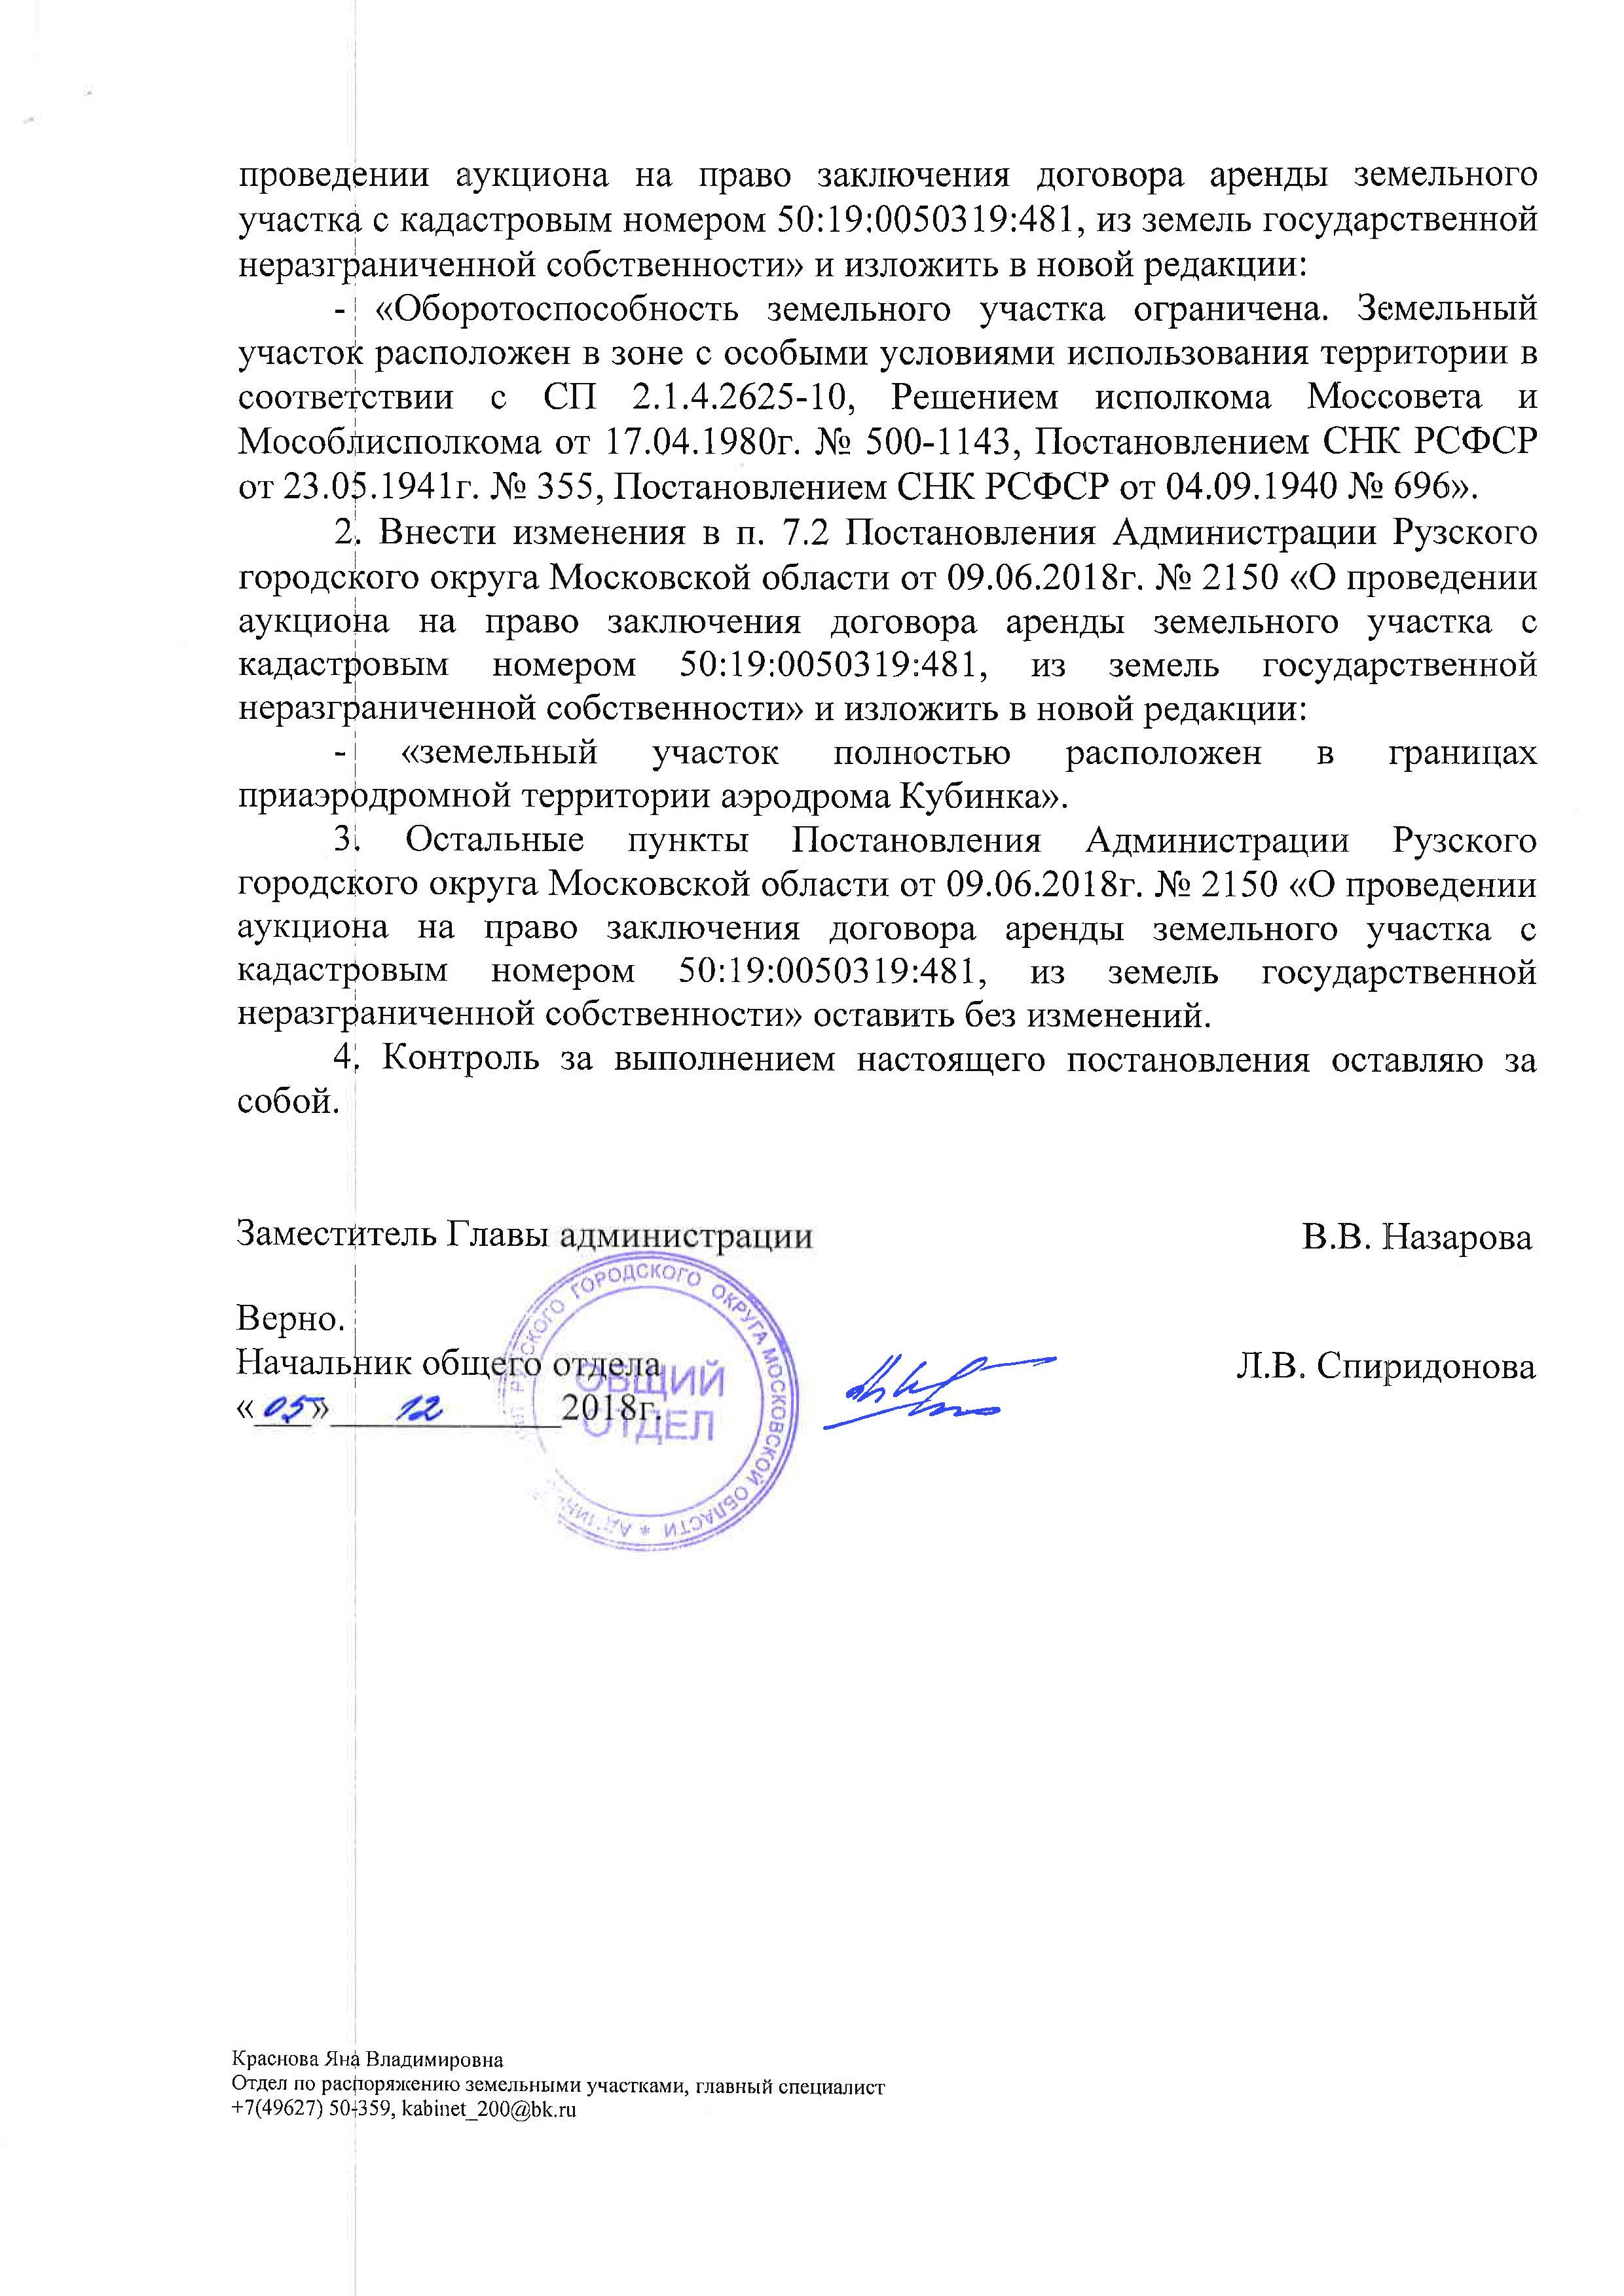 проведении аукциона на право заключения договора аренды земельного
участка с кадастровым номером 50:19:0050319:481, из земель государственной
неразграниченной собственности» и изложить в новой редакции:
- «Оборотоспособность земельного участка ограничена. Земельный
участок расположен в зоне с особыми условиями использования территории в
соответствии с СП 2.1.4.2625-10, Решением исполкома Моссовета и
Мособлисполкома от 17.04.1980г. № 500-1143, Постановлением СНК РСФСР
от 23.05.1941г. № 355, Постановлением СНК РСФСР от 04.09.1940 № 696».
2. Внести изменения в п. 7.2 Постановления Администрации Рузского
городского округа Московской области от 09.06.2018г. № 2150 «О проведении
аукциона на право заключения договора аренды земельного участка с
кадастровым номером 50:19:0050319:481, из земель государственной
неразграниченной собственности» и изложить в новой редакции:
- «земельный участок полностью расположен в границах
приаэродромной территории аэродрома Кубинка».
3. Остальные пункты Постановления Администрации Рузского
городского округа Московской области от 09.06.2018г. № 2150 «О проведении
аукциона на право заключения договора аренды земельного участка с
кадастровым номером 50:19:0050319:481, из земель государственной
неразграниченной собственности» оставить без изменений.
4. Контроль за выполнением настоящего постановления оставляю за
собой.
Заместитель Главы администрации В.В. Назарова
Верно.
Начальник общего отдела Л.В. Спиридонова
«05» 12 2018г.
РУЗСКОГО ГОРОДСКОГО ОКРУГА МОСКОВСКОЙ ОБЛАСТИ *
ОБЩИЙ
ОТДЕЛ
Краснова Яна Владимировна
Отдел по распоряжению земельными участками, главный специалист
+7(49627) 50-359, kabinet_200@bk.ru